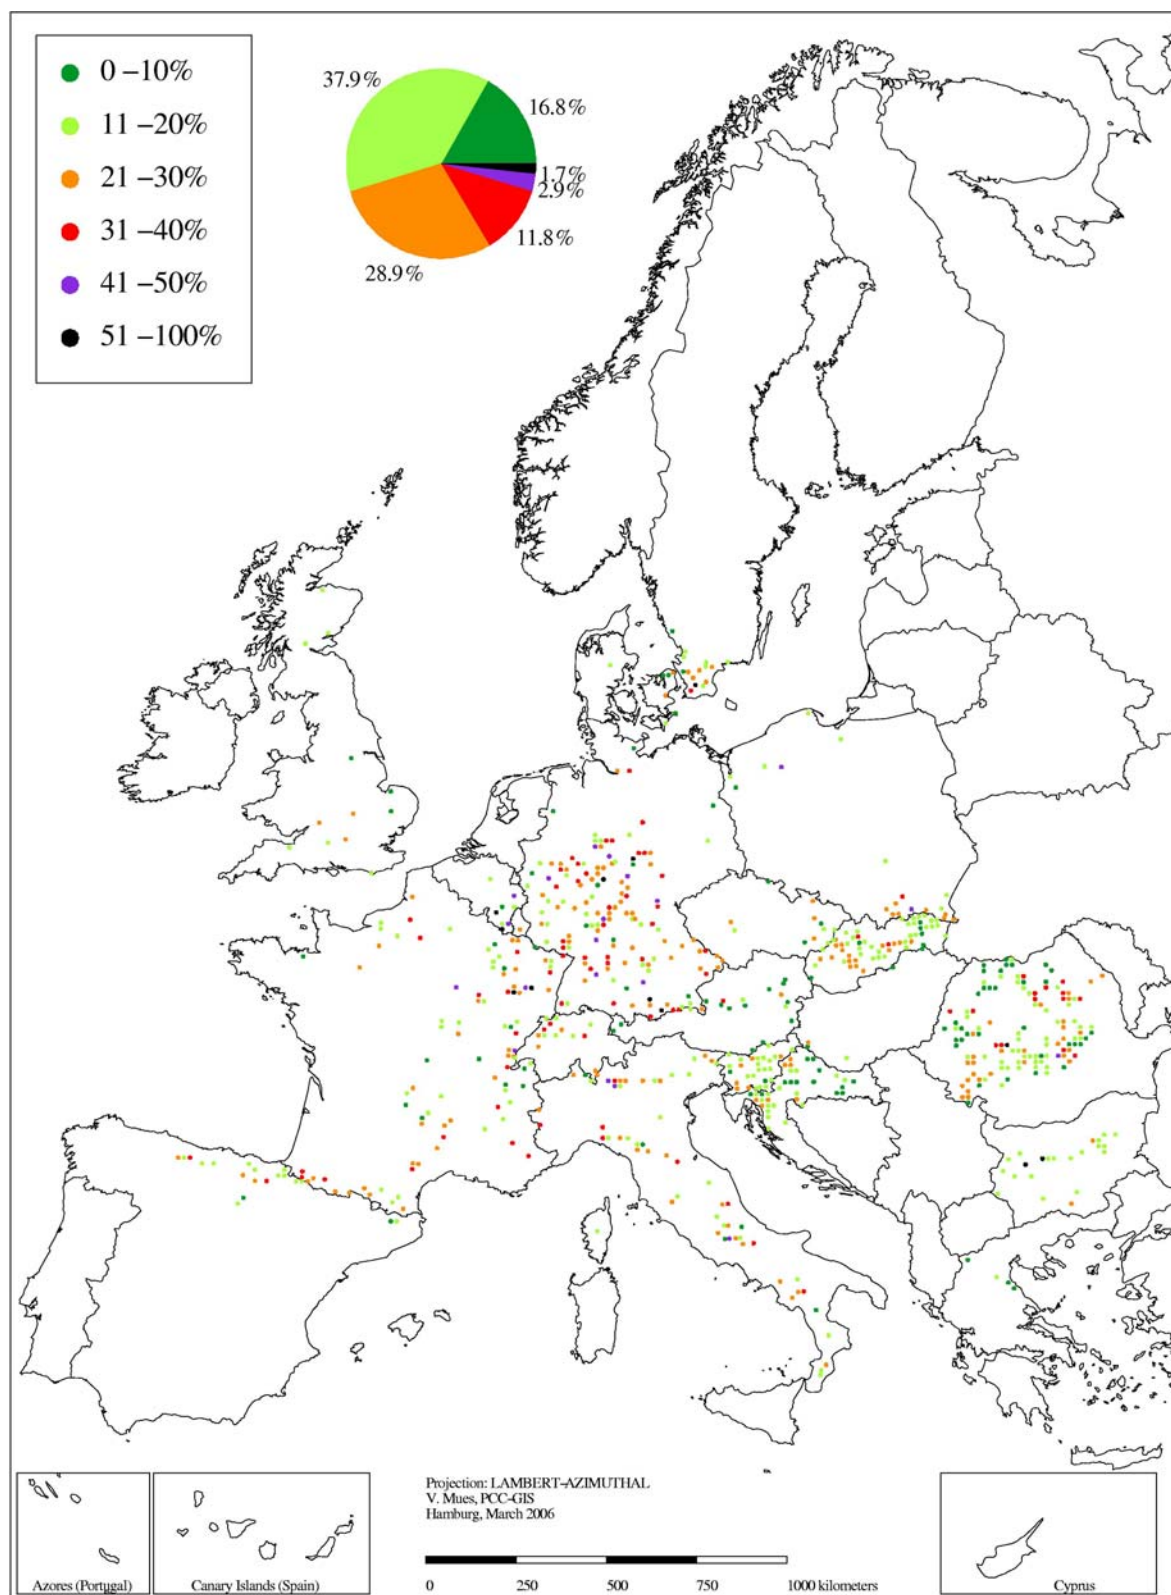 0 –10%
11 –20%
21 –30%
31 –40%
41 –50%
51 –100%
37.9%
16.8%
1.7%
2.9%
11.8%
28.9%
Projection: LAMBERT–AZIMUTHAL
V. Mues, PCC-GIS
Hamburg, March 2006
0 250 500 750 1000 kilometers
Azores (Portugal)
Canary Islands (Spain)
Cyprus